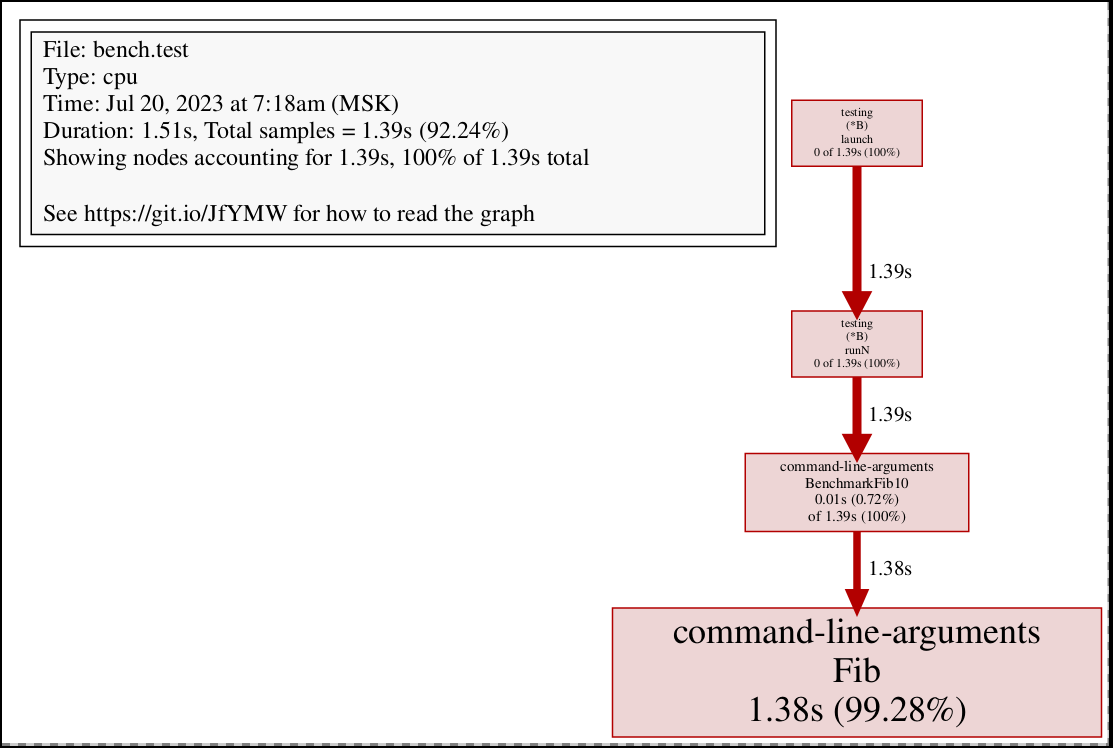 File: bench.test
Type: cpu
Time: Jul 20, 2023 at 7:18am (MSK)
Duration: 1.51s, Total samples = 1.39s (92.24%)
Showing nodes accounting for 1.39s, 100% of 1.39s total
See https://git.io/JfYMW for how to read the graph
testing
(*B)
launch
0 of 1.39s (100%)
1.39s
testing
(*B)
runN
0 of 1.39s (100%)
1.39s
command-line-arguments
BenchmarkFib10
0.01s (0.72%)
of 1.39s (100%)
1.38s
command-line-arguments
Fib
1.38s (99.28%)